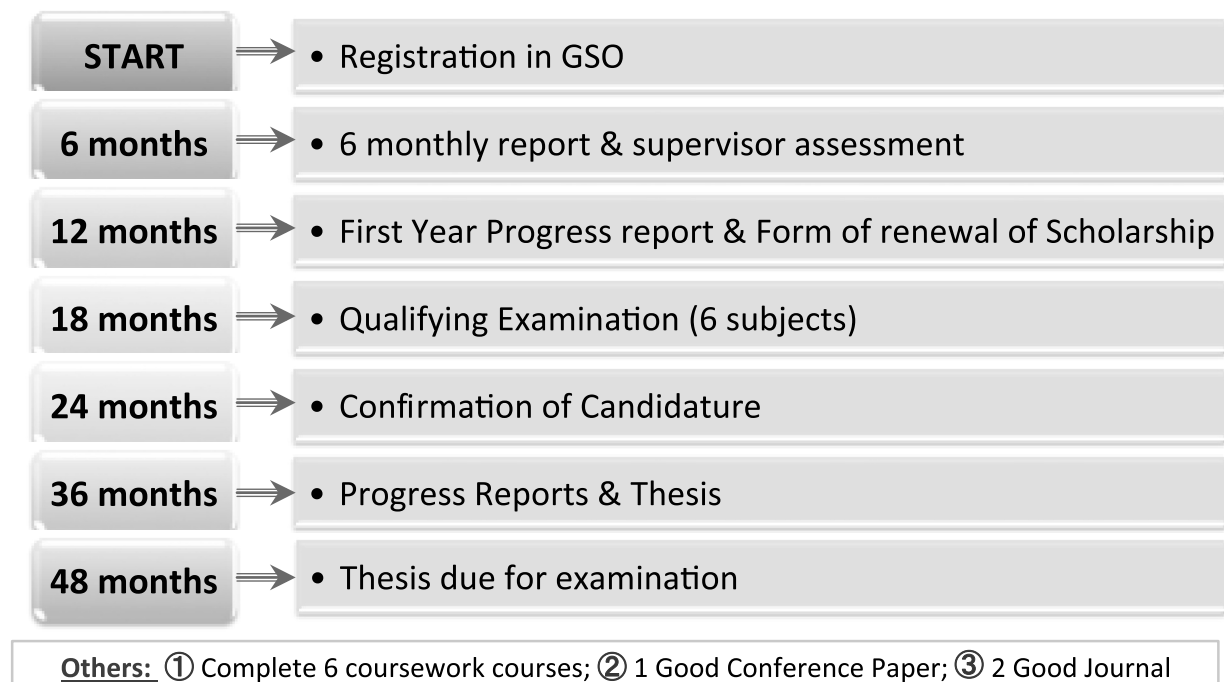 START • Registration in GSO
6 months • 6 monthly report & supervisor assessment
12 months • First Year Progress report & Form of renewal of Scholarship
18 months • Qualifying Examination (6 subjects)
24 months • Confirmation of Candidature
36 months • Progress Reports & Thesis
48 months • Thesis due for examination
Others: ① Complete 6 coursework courses; ② 1 Good Conference Paper; ③ 2 Good Journal